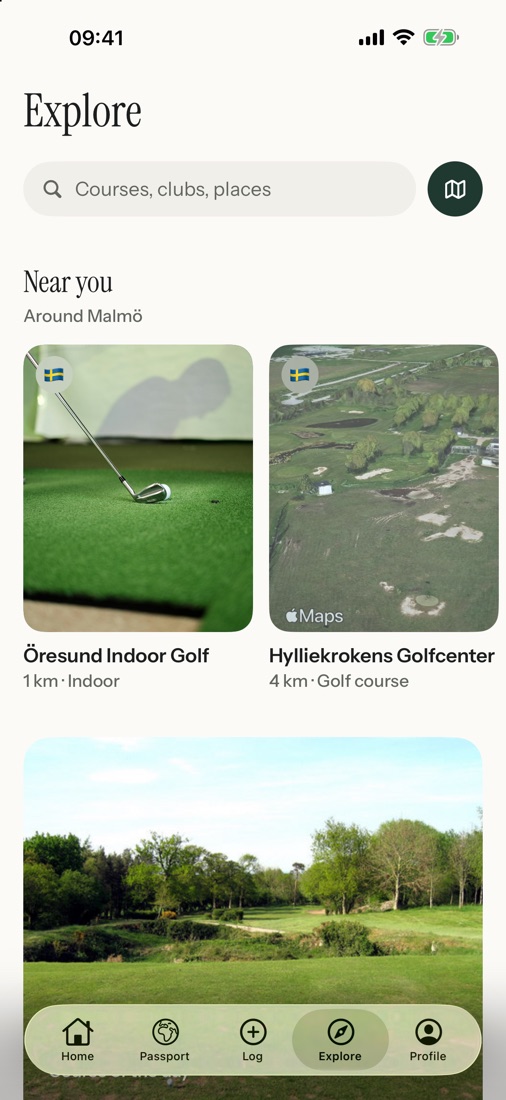 09:41
Explore
Courses, clubs, places
Near you
Around Malmö
Maps
Öresund Indoor Golf
1 km · Indoor
Hylliekrokens Golfcenter
4 km · Golf course
Home
Passport
Log
Explore
Profile